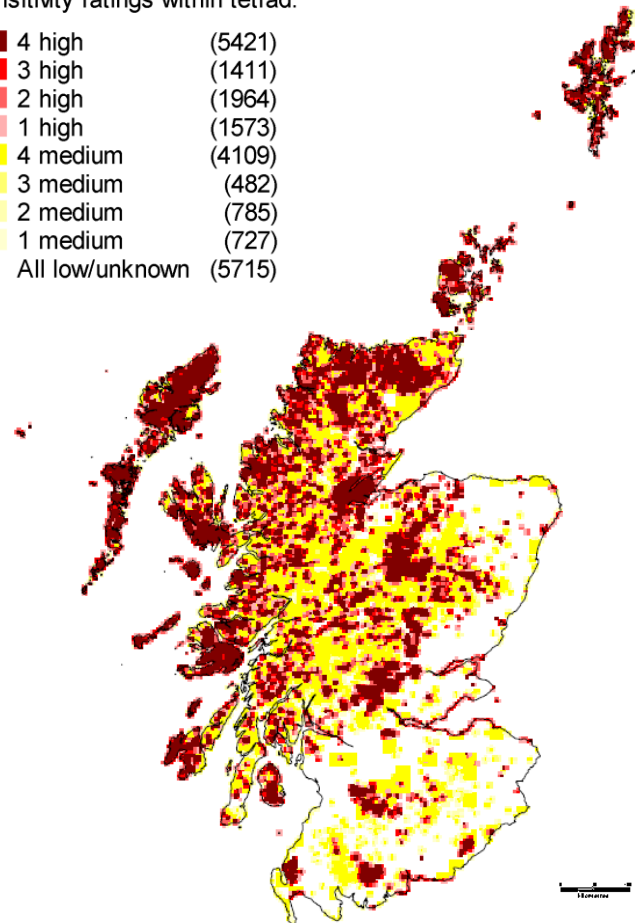 nsitivity ratings within tetrad.
4 high (5421)
3 high (1411)
2 high (1964)
1 high (1573)
4 medium (4109)
3 medium (482)
2 medium (785)
1 medium (727)
All low/unknown (5715)